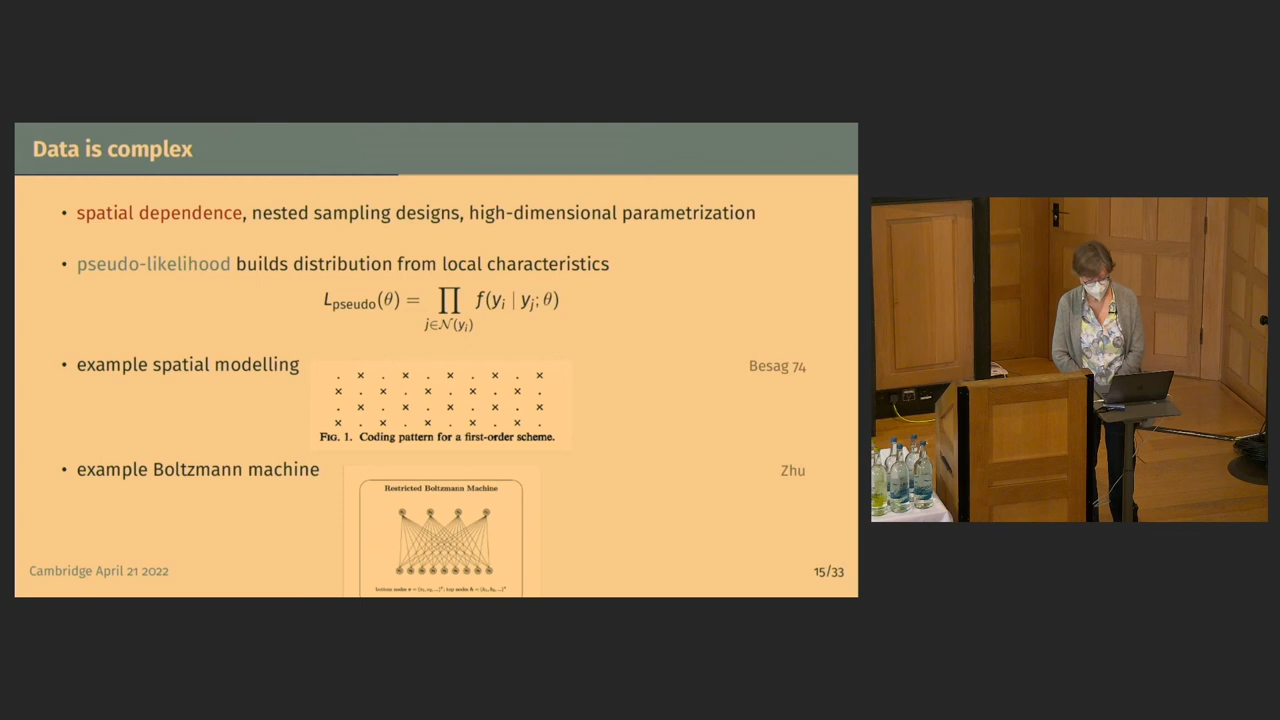 Data is complex
• spatial dependence, nested sampling designs, high-dimensional parametrization
• pseudo-likelihood builds distribution from local characteristics
L_pseudo(θ) = ∏_{j∈𝒩(y_i)} f(y_i | y_j; θ)
• example spatial modelling Besag 74
. × . × . × . × . ×
× . × . × . × . × .
. × . × . × . × . ×
× . × . × . × . × .
FIG. 1. Coding pattern for a first-order scheme.
• example Boltzmann machine Zhu
Restricted Boltzmann Machine
Cambridge April 21 2022 15/33